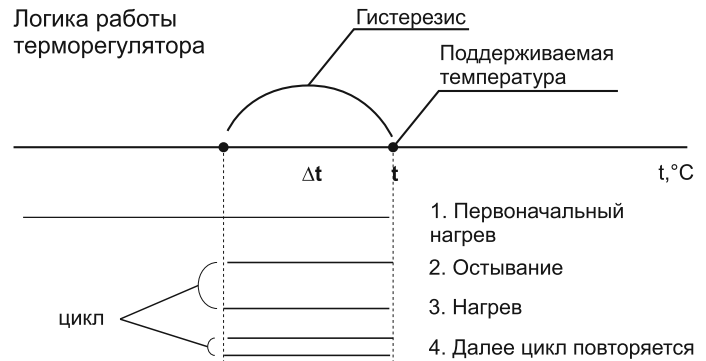 Логика работы
терморегулятора
Гистерезис
Поддерживаемая
температура
Δt
t
t,°C
1. Первоначальный
нагрев
2. Остывание
3. Нагрев
цикл
4. Далее цикл повторяется